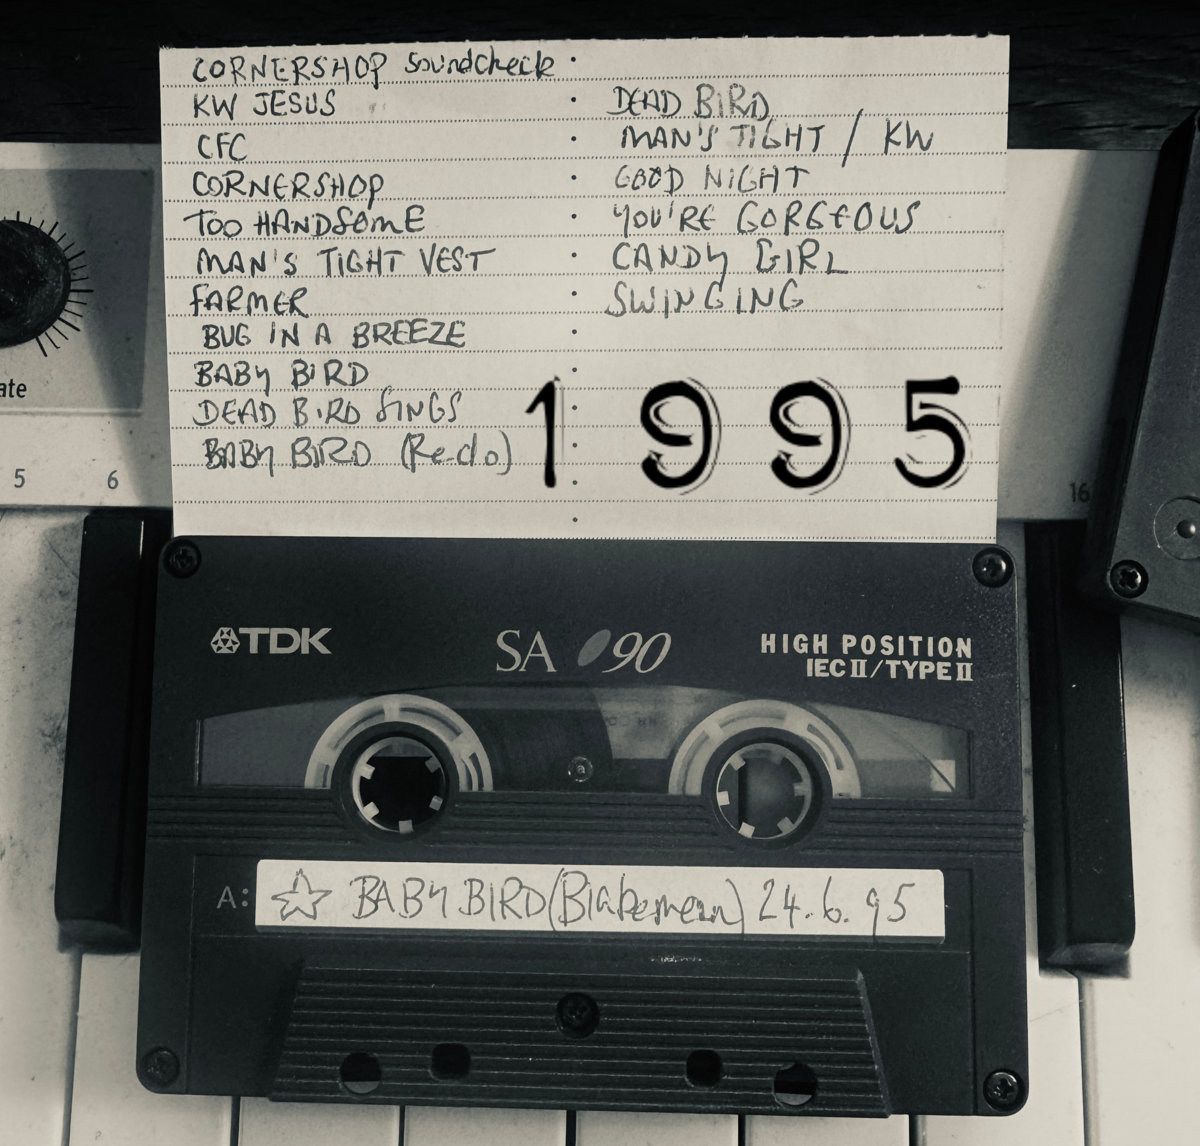 CORNERSHOP Soundcheck
KW JESUS
CFC
CORNERSHOP
TOO HANDSOME
MAN'S TIGHT VEST
FARMER
BUG IN A BREEZE
BABY BIRD
DEAD BIRD SINGS
BABY BIRD (Re-do)
DEAD BIRD
MAN'S TIGHT / KW
GOOD NIGHT
YOU'RE GORGEOUS
CANDY GIRL
SWINGING
1995
ate
5 6
16
TDK
SA 90
HIGH POSITION
IEC II/TYPE II
A: BABY BIRD (Blakemean) 24.6.95